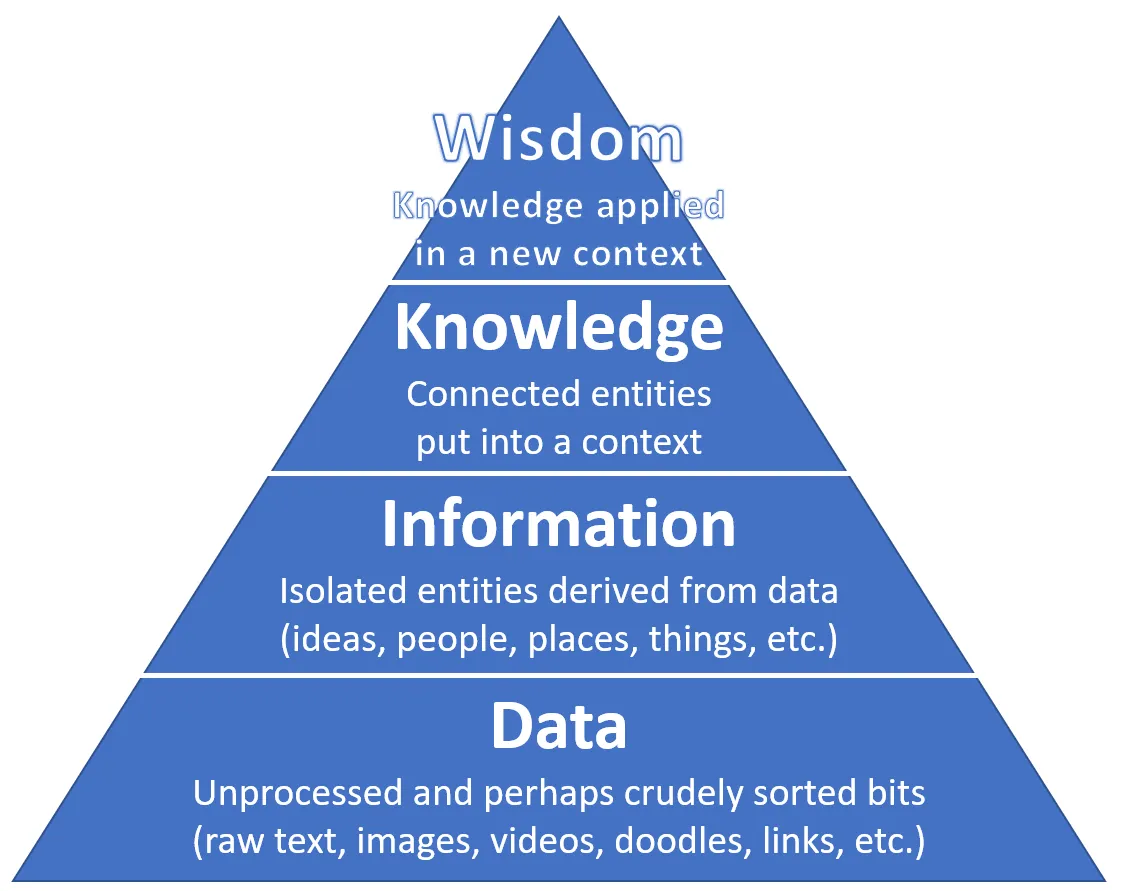 Wisdom
Knowledge applied
in a new context
Knowledge
Connected entities
put into a context
Information
Isolated entities derived from data
(ideas, people, places, things, etc.)
Data
Unprocessed and perhaps crudely sorted bits
(raw text, images, videos, doodles, links, etc.)